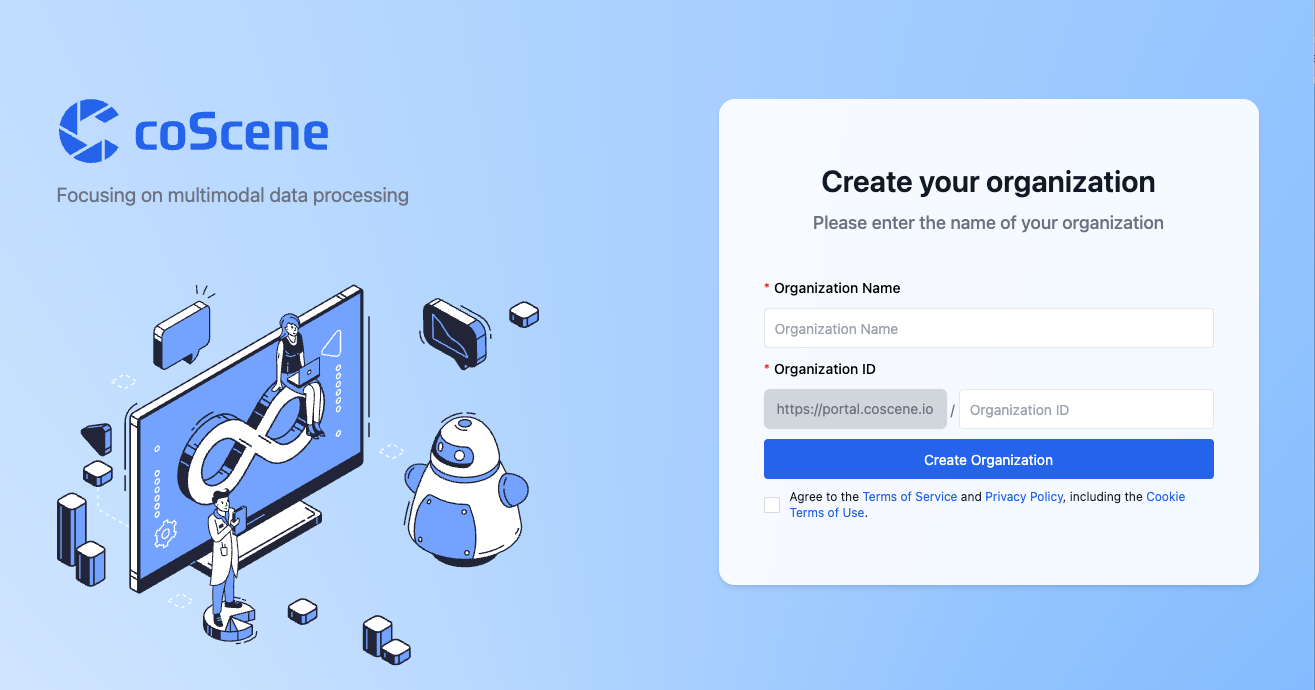 coScene
Focusing on multimodal data processing
Create your organization
Please enter the name of your organization
* Organization Name
Organization Name
* Organization ID
https://portal.coscene.io / Organization ID
Create Organization
Agree to the Terms of Service and Privacy Policy, including the Cookie
Terms of Use.